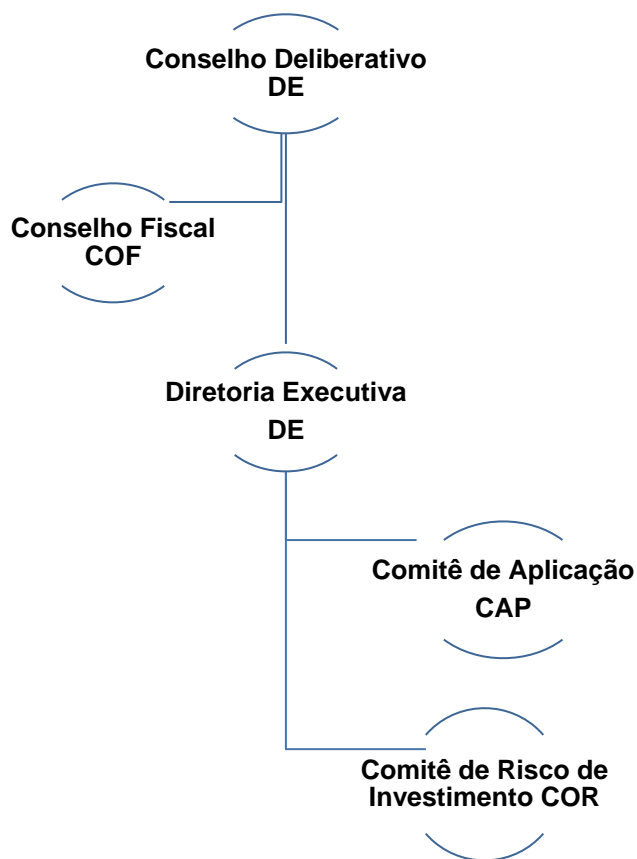 Conselho Deliberativo
DE
Conselho Fiscal
COF
Diretoria Executiva
DE
Comitê de Aplicação
CAP
Comitê de Risco de
Investimento COR